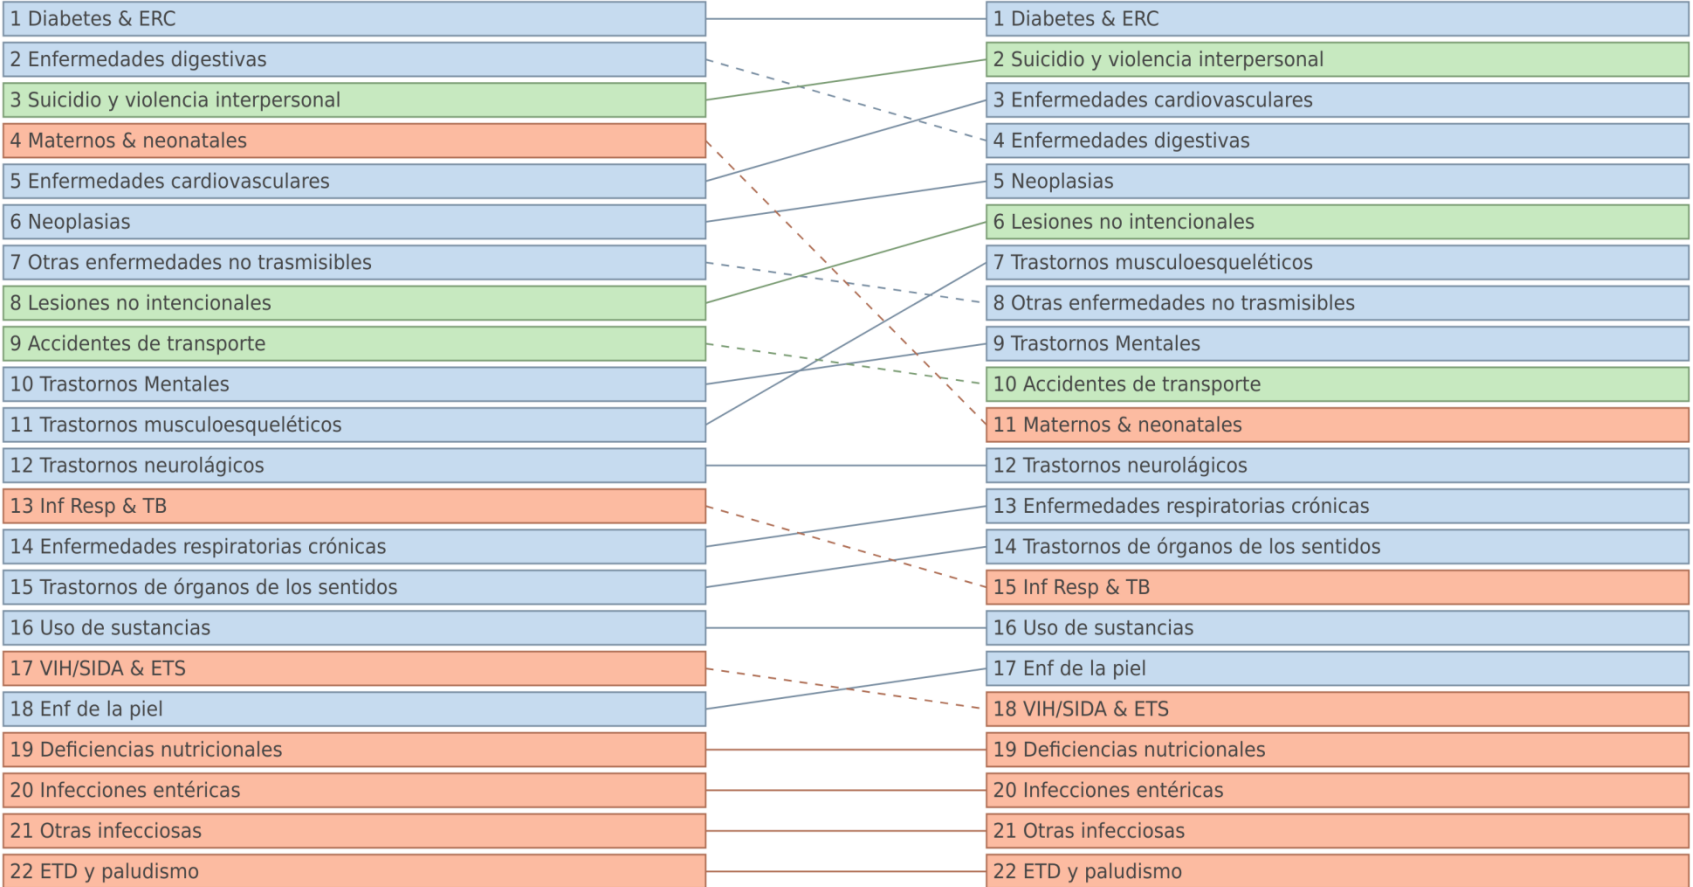 1 Diabetes & ERC
2 Enfermedades digestivas
3 Suicidio y violencia interpersonal
4 Maternos & neonatales
5 Enfermedades cardiovasculares
6 Neoplasias
7 Otras enfermedades no trasmisibles
8 Lesiones no intencionales
9 Accidentes de transporte
10 Trastornos Mentales
11 Trastornos musculoesqueléticos
12 Trastornos neurolágicos
13 Inf Resp & TB
14 Enfermedades respiratorias crónicas
15 Trastornos de órganos de los sentidos
16 Uso de sustancias
17 VIH/SIDA & ETS
18 Enf de la piel
19 Deficiencias nutricionales
20 Infecciones entéricas
21 Otras infecciosas
22 ETD y paludismo
1 Diabetes & ERC
2 Suicidio y violencia interpersonal
3 Enfermedades cardiovasculares
4 Enfermedades digestivas
5 Neoplasias
6 Lesiones no intencionales
7 Trastornos musculoesqueléticos
8 Otras enfermedades no trasmisibles
9 Trastornos Mentales
10 Accidentes de transporte
11 Maternos & neonatales
12 Trastornos neurolágicos
13 Enfermedades respiratorias crónicas
14 Trastornos de órganos de los sentidos
15 Inf Resp & TB
16 Uso de sustancias
17 Enf de la piel
18 VIH/SIDA & ETS
19 Deficiencias nutricionales
20 Infecciones entéricas
21 Otras infecciosas
22 ETD y paludismo